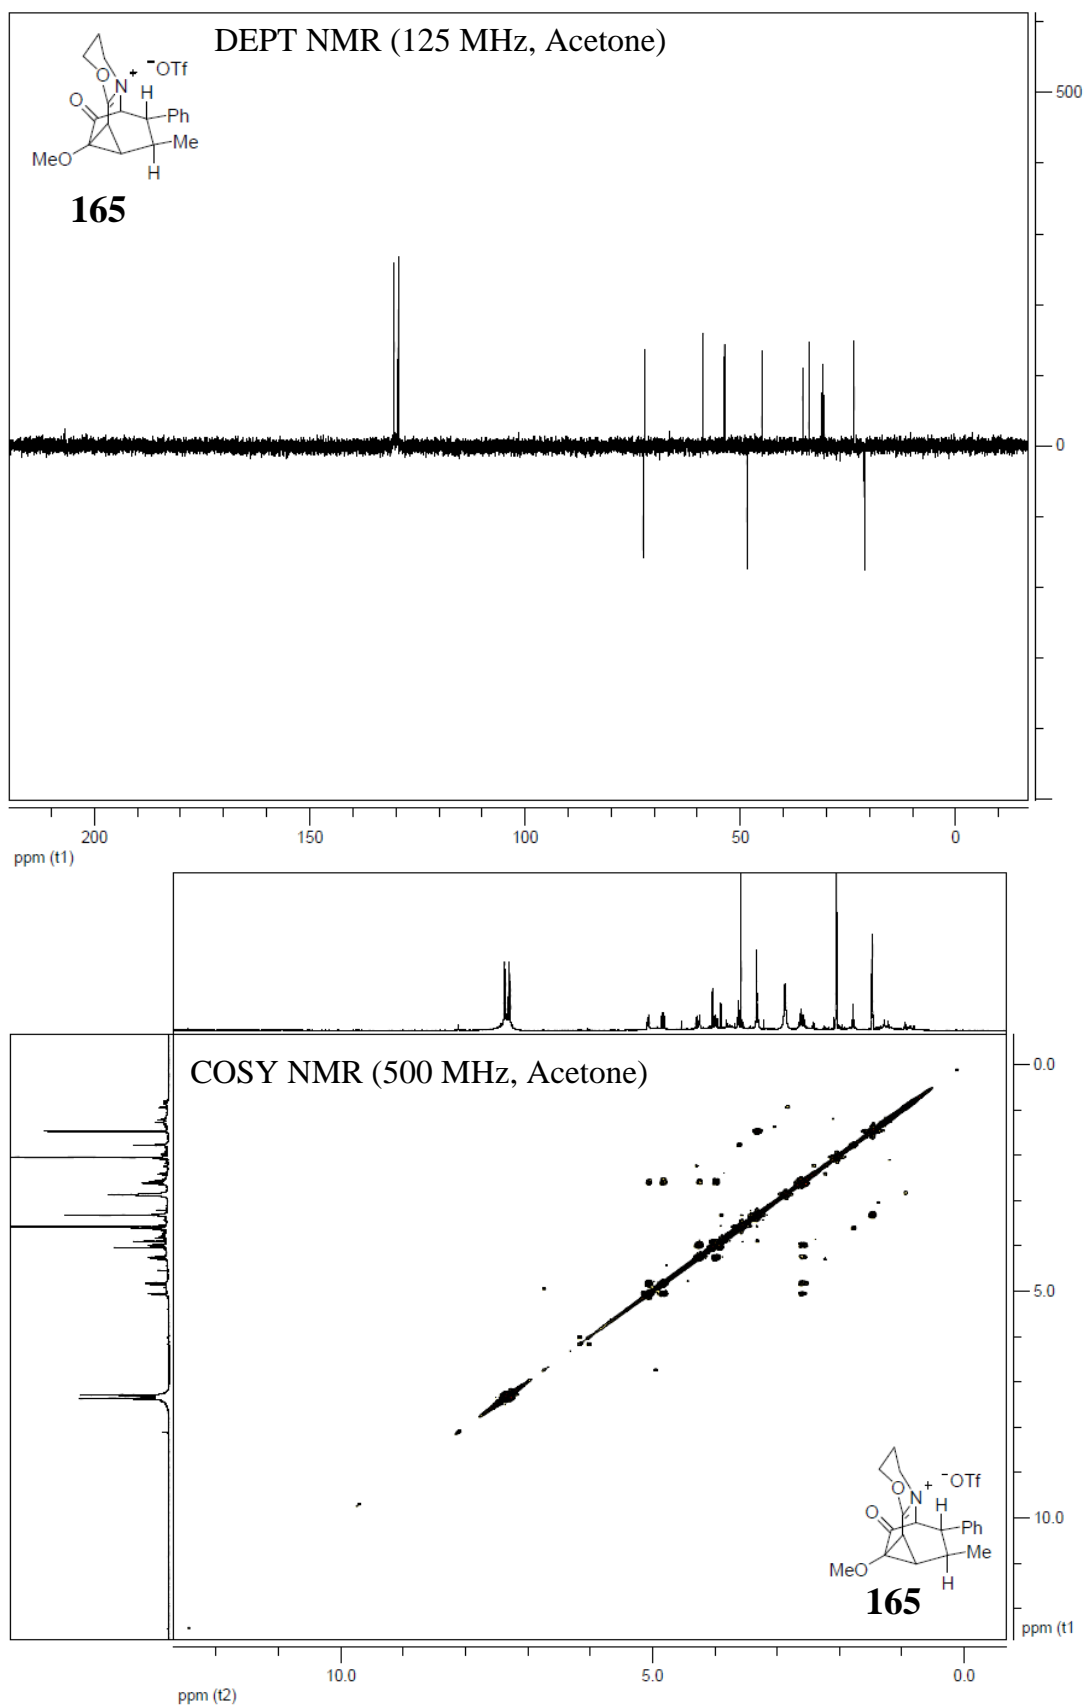 DEPT NMR (125 MHz, Acetone)
O
N
+
-OTf
H
O
Ph
Me
MeO
H
165
500
0
200
150
100
50
0
ppm (t1)
COSY NMR (500 MHz, Acetone)
0.0
5.0
10.0
ppm (t1
O
N
+
-OTf
H
O
Ph
Me
MeO
H
165
10.0
5.0
0.0
ppm (t2)